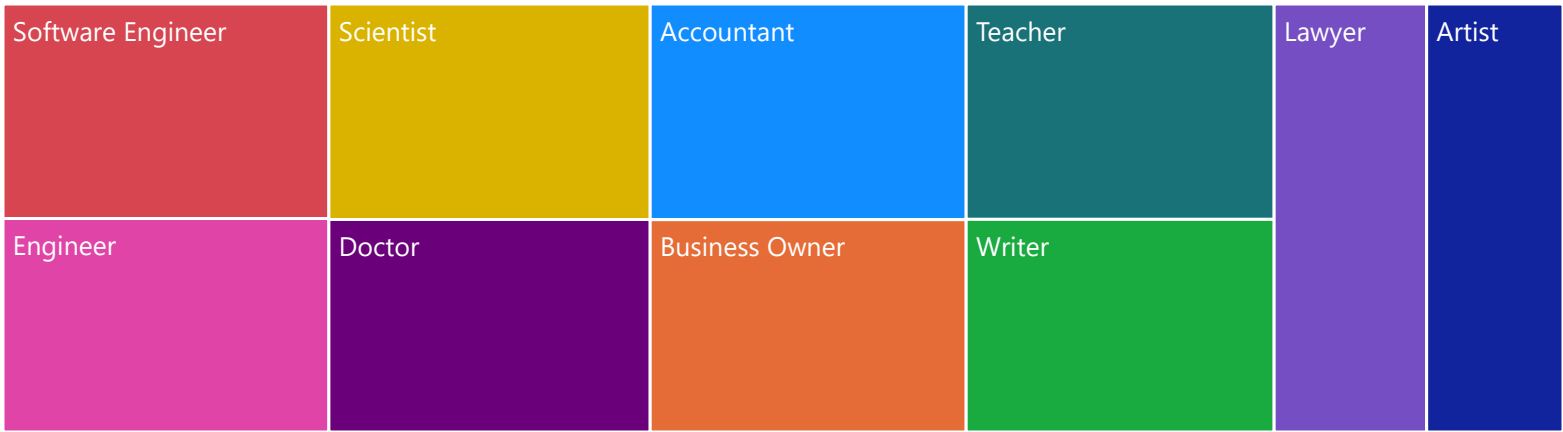 Software Engineer
Scientist
Accountant
Teacher
Lawyer
Artist
Engineer
Doctor
Business Owner
Writer